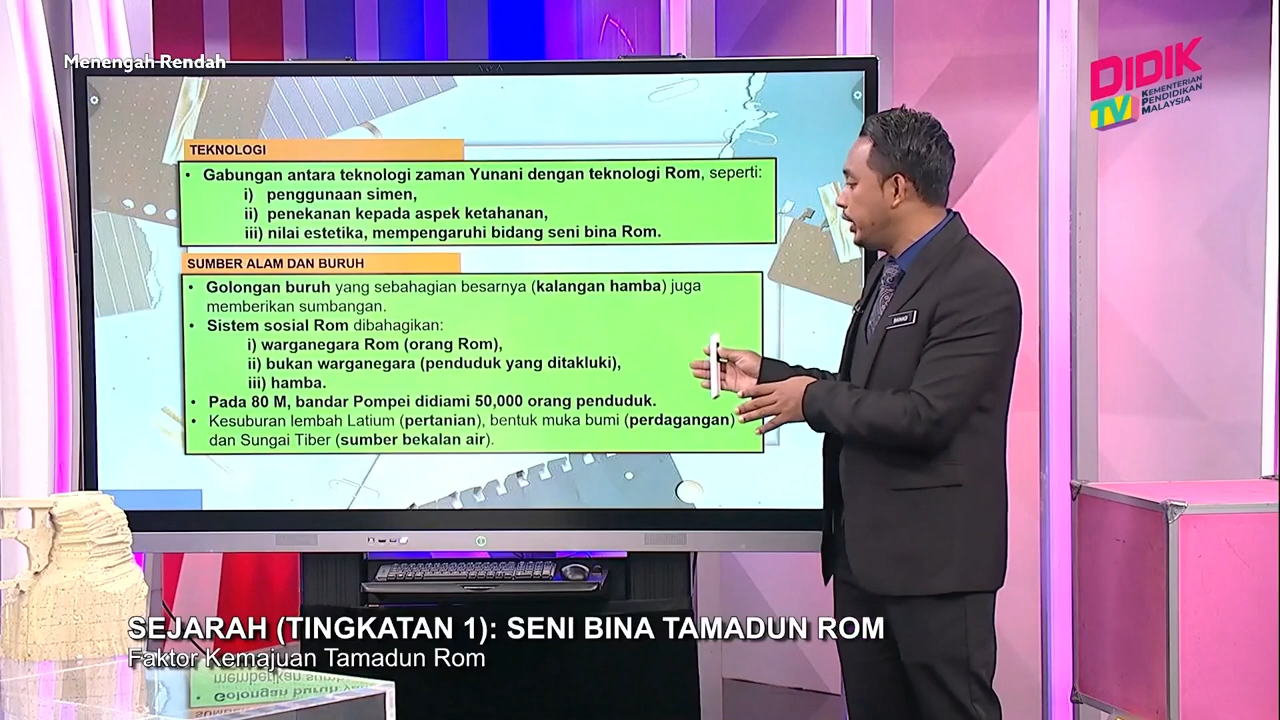 Menengah Rendah
DIDIK
TV
KEMENTERIAN
PENDIDIKAN
MALAYSIA
TEKNOLOGI
• Gabungan antara teknologi zaman Yunani dengan teknologi Rom, seperti:
i) penggunaan simen,
ii) penekanan kepada aspek ketahanan,
iii) nilai estetika, mempengaruhi bidang seni bina Rom.
SUMBER ALAM DAN BURUH
• Golongan buruh yang sebahagian besarnya (kalangan hamba) juga
memberikan sumbangan.
• Sistem sosial Rom dibahagikan:
i) warganegara Rom (orang Rom),
ii) bukan warganegara (penduduk yang ditakluki),
iii) hamba.
• Pada 80 M, bandar Pompei didiami 50,000 orang penduduk.
• Kesuburan lembah Latium (pertanian), bentuk muka bumi (perdagangan)
dan Sungai Tiber (sumber bekalan air).
SEJARAH (TINGKATAN 1): SENI BINA TAMADUN ROM
Faktor Kemajuan Tamadun Rom